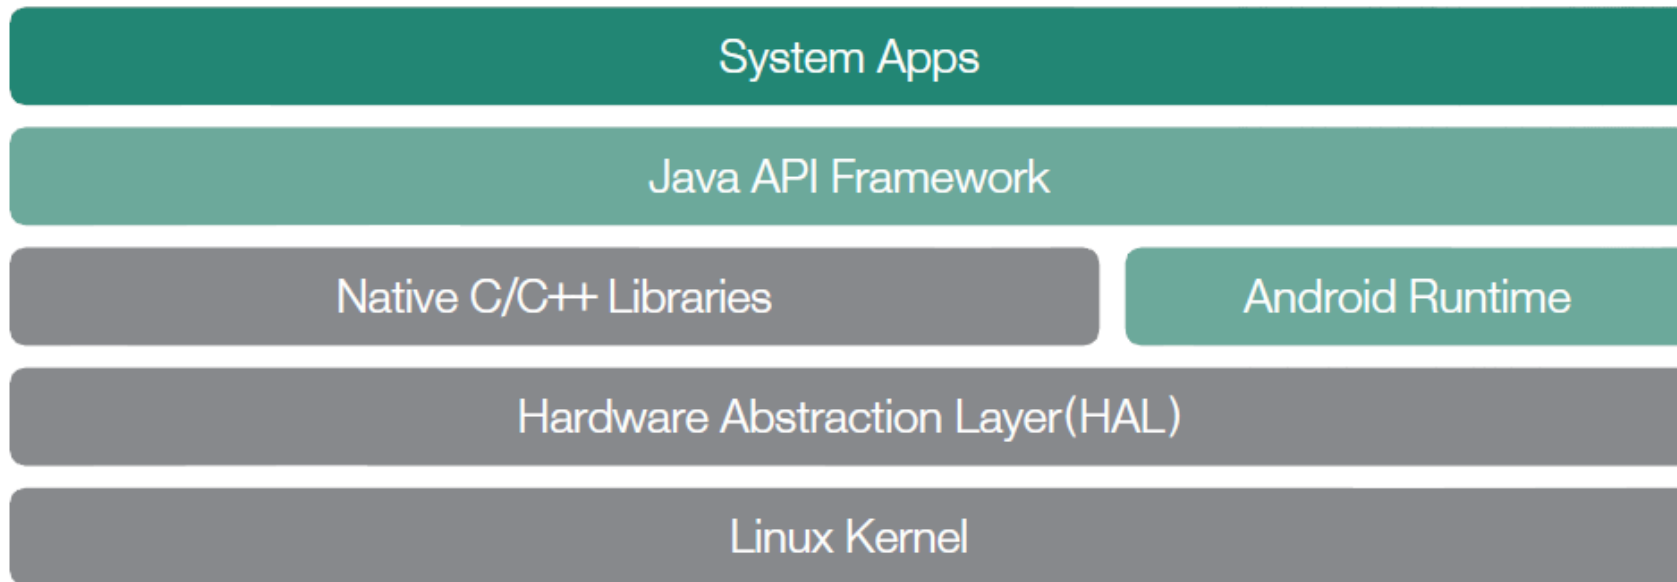 System Apps
Java API Framework
Native C/C++ Libraries
Android Runtime
Hardware Abstraction Layer(HAL)
Linux Kernel